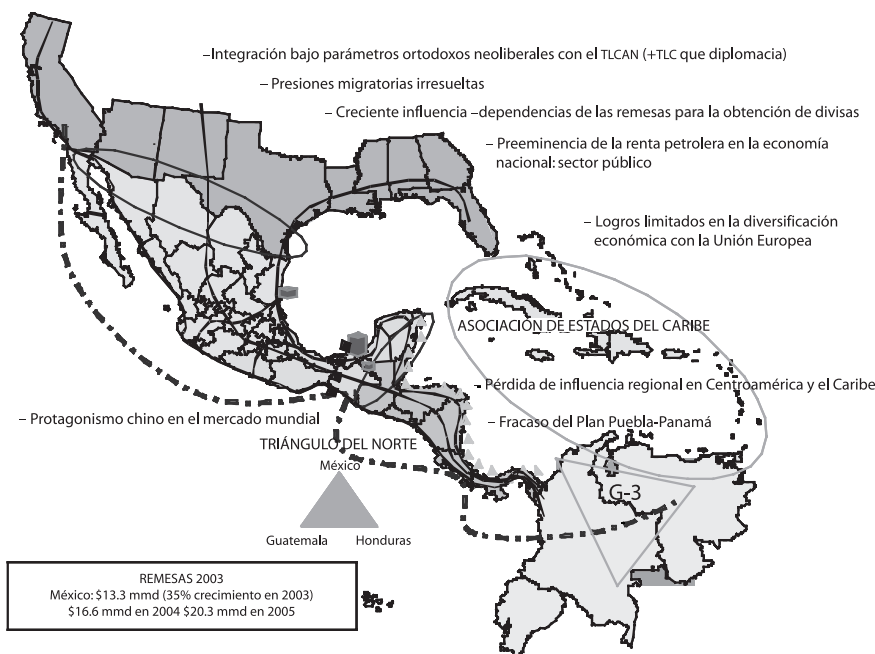 –Integración bajo parámetros ortodoxos neoliberales con el TLCAN (+TLC que diplomacia)
– Presiones migratorias irresueltas
– Creciente influencia –dependencias de las remesas para la obtención de divisas
– Preeminencia de la renta petrolera en la economía
nacional: sector público
– Logros limitados en la diversificación
económica con la Unión Europea
ASOCIACIÓN DE ESTADOS DEL CARIBE
– Pérdida de influencia regional en Centroamérica y el Caribe
– Protagonismo chino en el mercado mundial
– Fracaso del Plan Puebla-Panamá
TRIÁNGULO DEL NORTE
México
Guatemala Honduras
G-3
REMESAS 2003
México: $13.3 mmd (35% crecimiento en 2003)
$16.6 mmd en 2004 $20.3 mmd en 2005